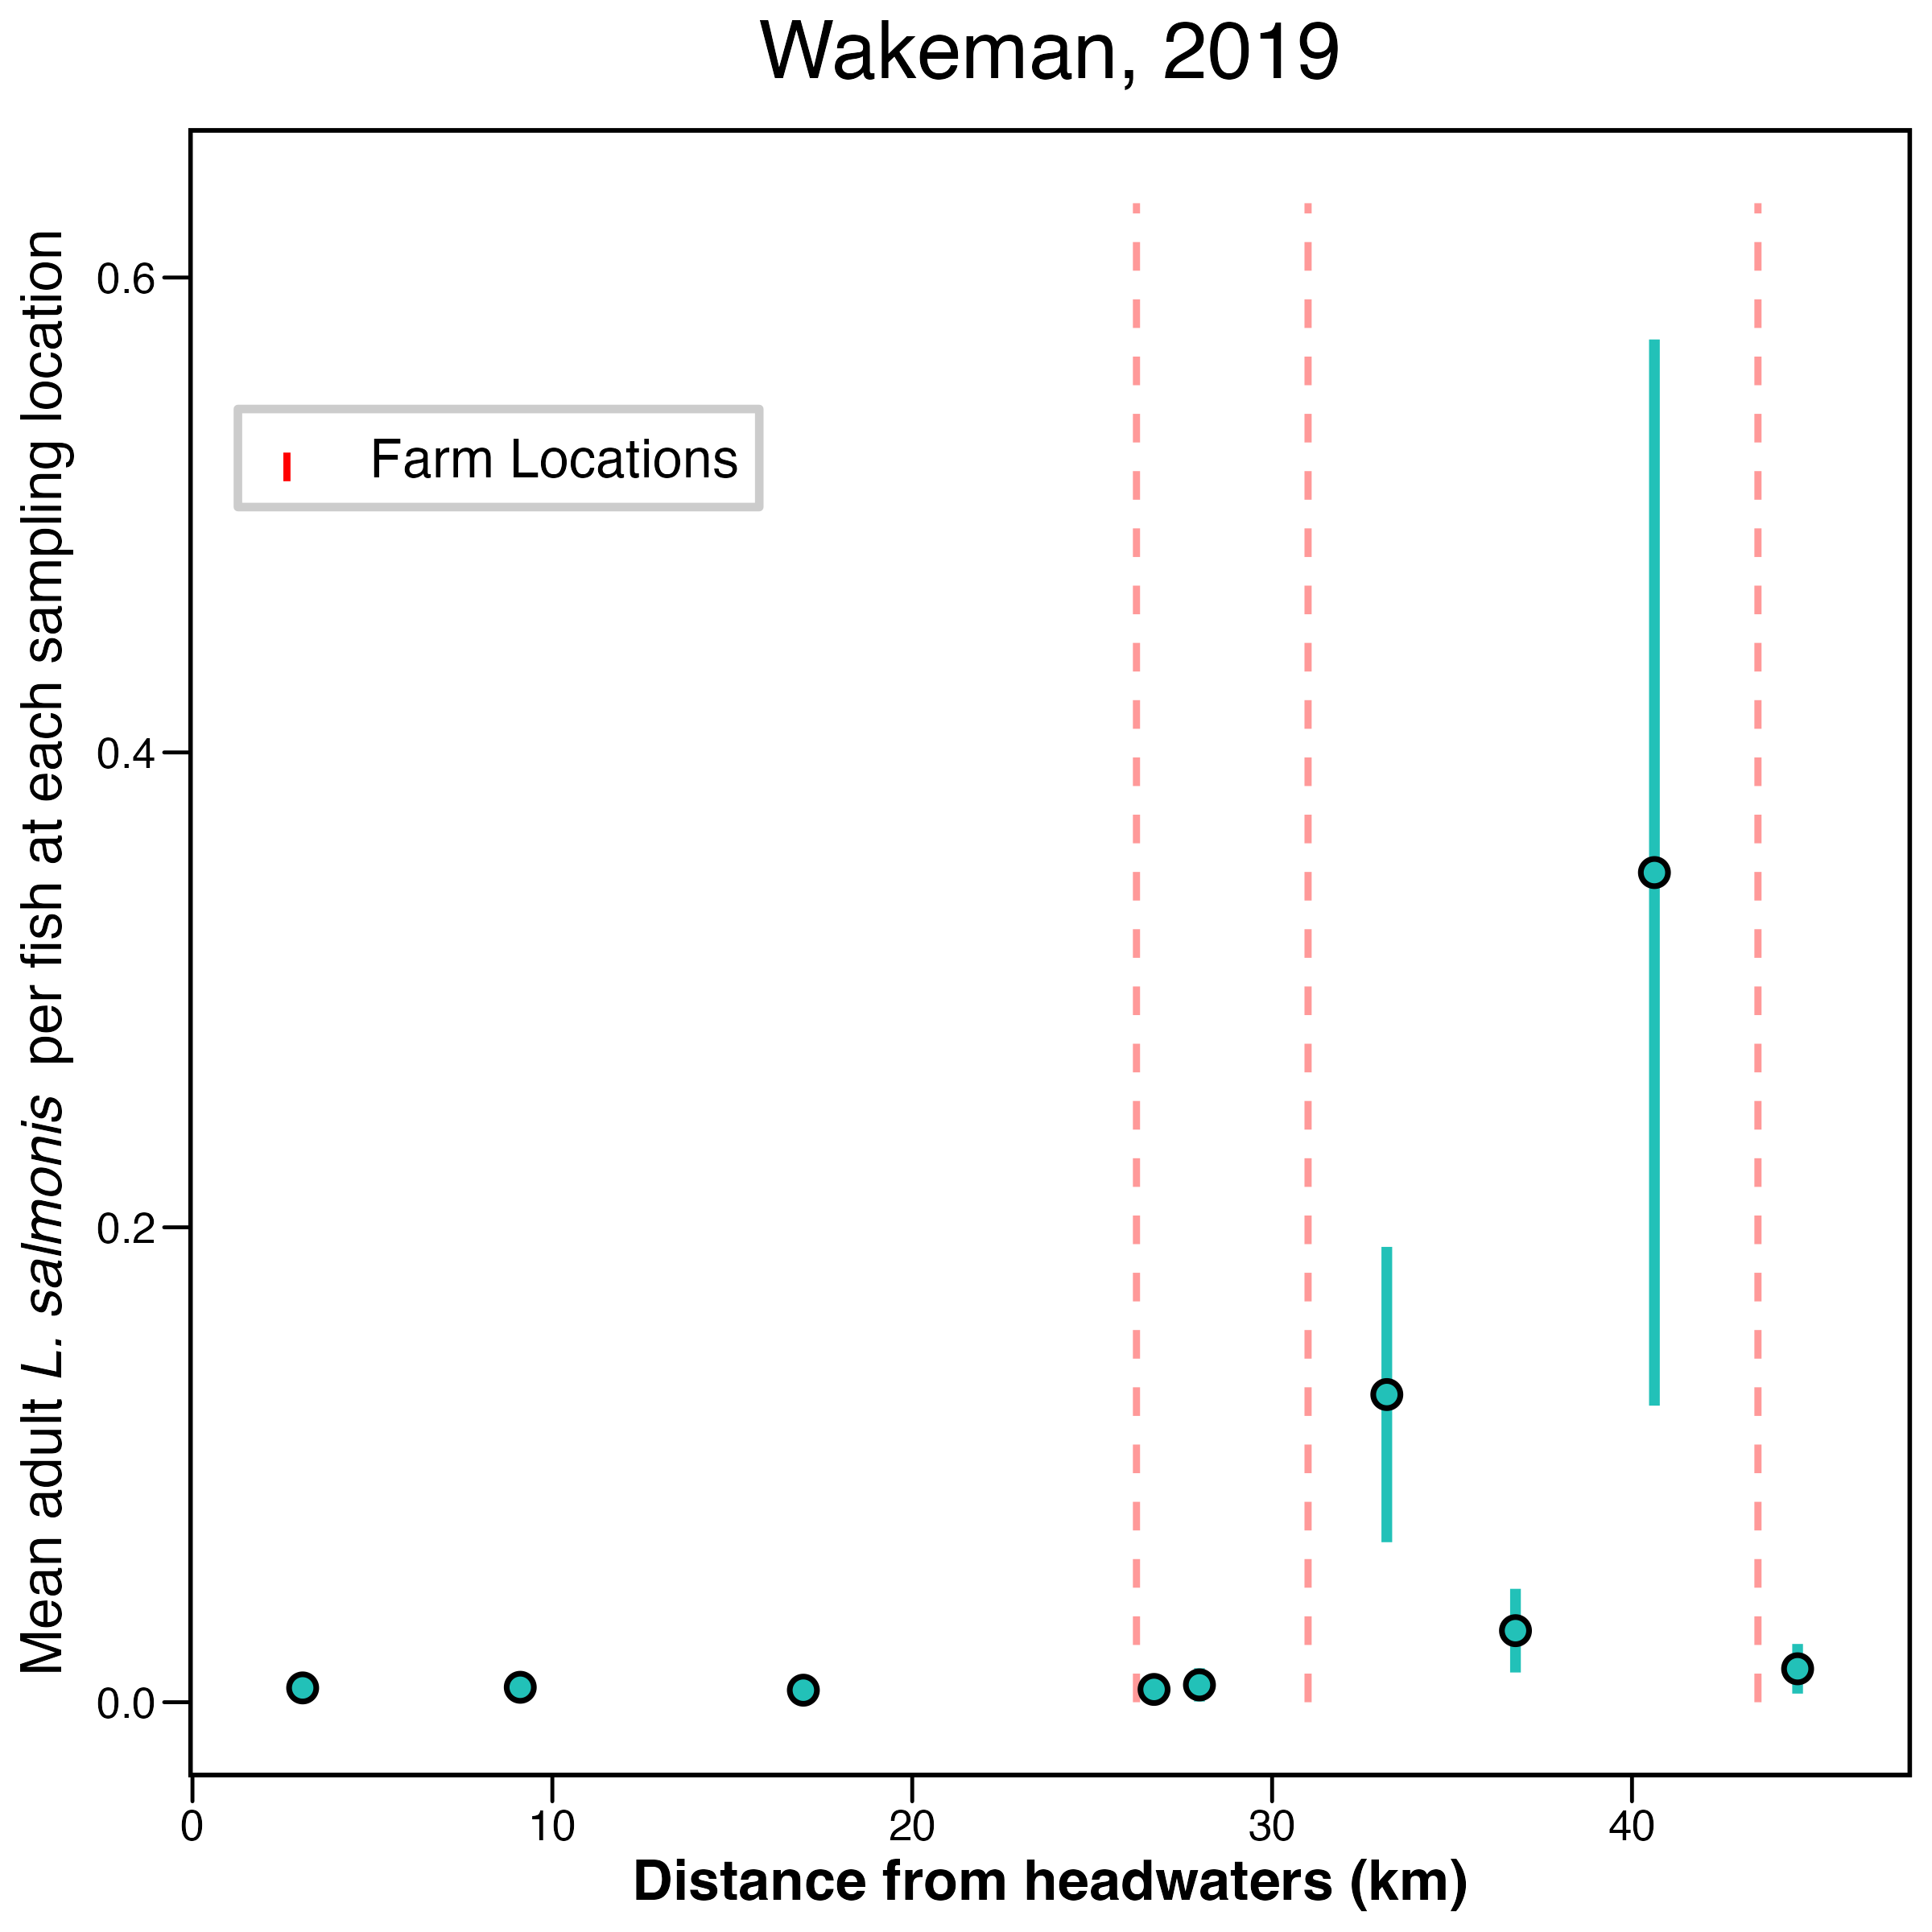 Wakeman, 2019
Mean adult L. salmonis per fish at each sampling location
0.6
0.4
0.2
0.0
Farm Locations
0
10
20
30
40
Distance from headwaters (km)